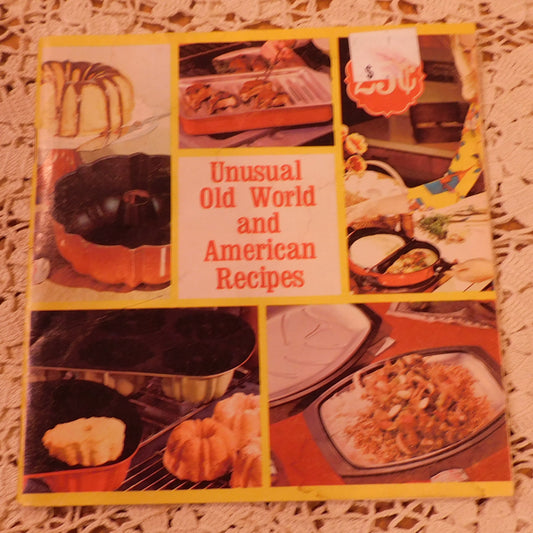 Unusual
Old World
and
American
Recipes
25¢
$